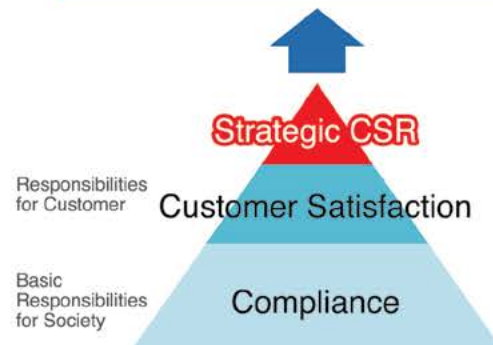 Strategic CSR
Responsibilities
for Customer
Customer Satisfaction
Basic
Responsibilities
for Society
Compliance